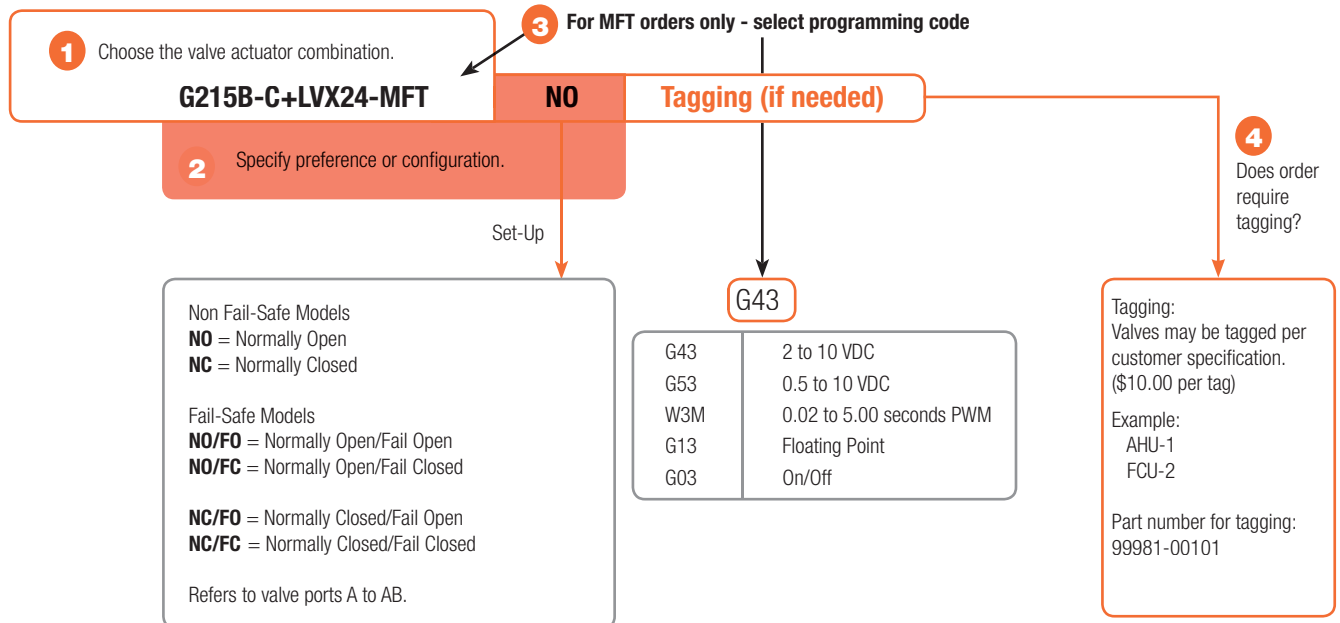 1 Choose the valve actuator combination.
3 For MFT orders only - select programming code
G215B-C+LVX24-MFT NO Tagging (if needed)
2 Specify preference or configuration.
4
Does order
require
tagging?
Set-Up
Non Fail-Safe Models
NO = Normally Open
NC = Normally Closed
Fail-Safe Models
NO/FO = Normally Open/Fail Open
NO/FC = Normally Open/Fail Closed
NC/FO = Normally Closed/Fail Open
NC/FC = Normally Closed/Fail Closed
Refers to valve ports A to AB.
G43
G43 2 to 10 VDC
G53 0.5 to 10 VDC
W3M 0.02 to 5.00 seconds PWM
G13 Floating Point
G03 On/Off
Tagging:
Valves may be tagged per
customer specification.
($10.00 per tag)
Example:
AHU-1
FCU-2
Part number for tagging:
99981-00101